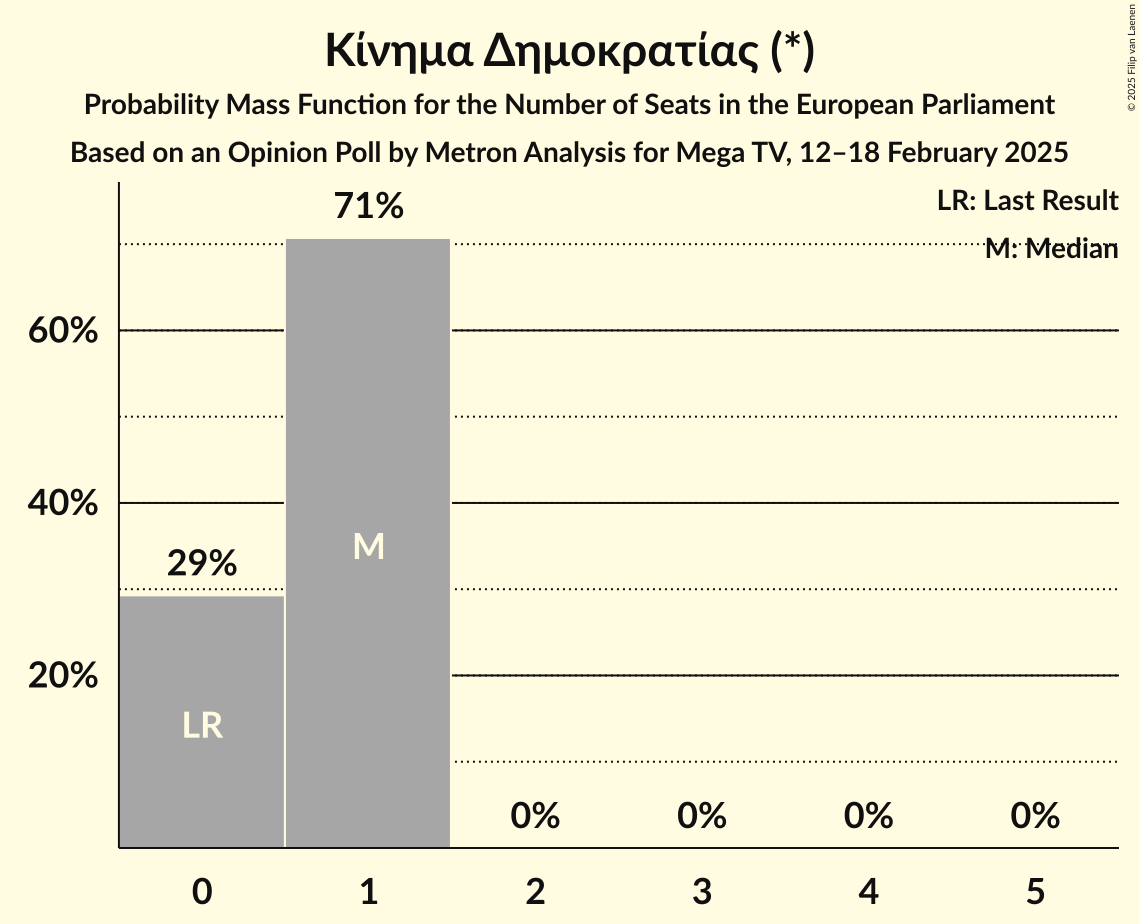 Κίνημα Δημοκρατίας (*)
Probability Mass Function for the Number of Seats in the European Parliament
Based on an Opinion Poll by Metron Analysis for Mega TV, 12–18 February 2025
© 2025 Filip van Laenen
LR: Last Result
M: Median
71%
60%
40%
29%
20%
M
LR
0%
0%
0%
0%
0
1
2
3
4
5